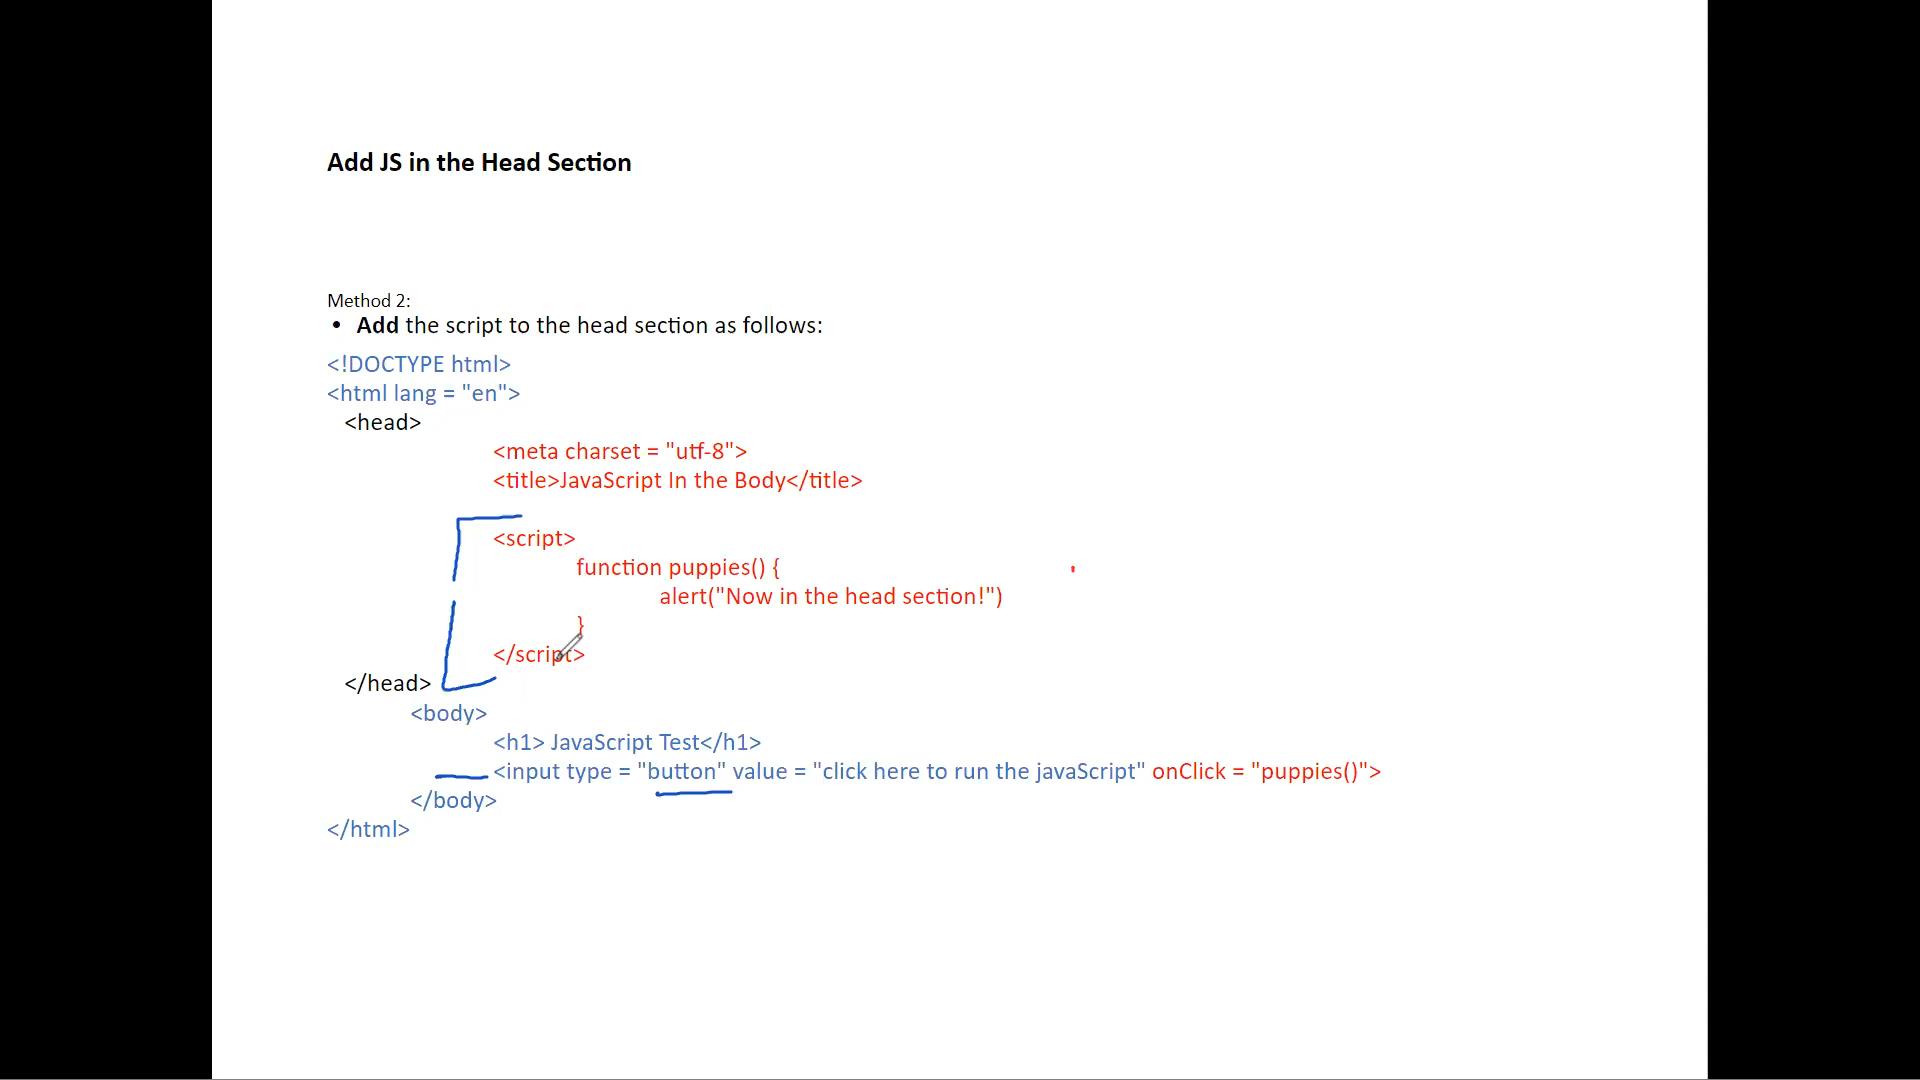 Add JS in the Head Section
Method 2:
• Add the script to the head section as follows:
<!DOCTYPE html>
<html lang = "en">
<head>
<meta charset = "utf-8">
<title>JavaScript In the Body</title>
<script>
function puppies() {
alert("Now in the head section!")
}
</script>
</head>
<body>
<h1> JavaScript Test</h1>
<input type = "button" value = "click here to run the javaScript" onClick = "puppies()">
</body>
</html>